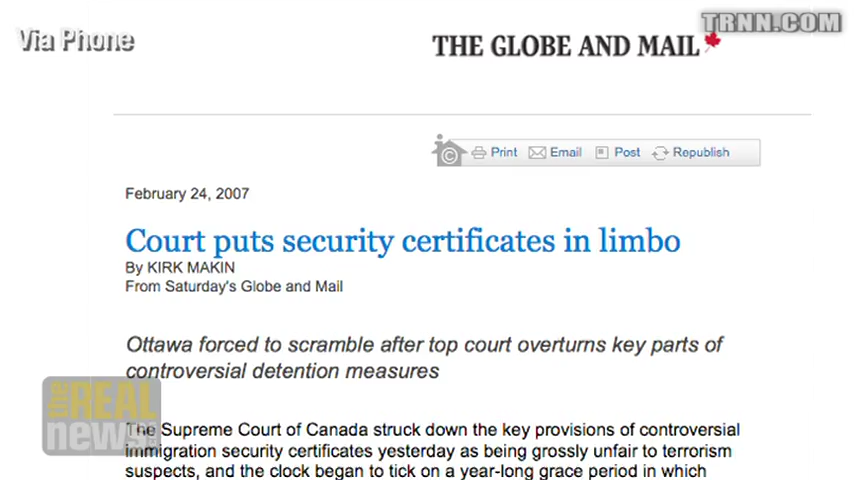 Via Phone
TRNN.COM
THE GLOBE AND MAIL
© Print Email Post Republish
February 24, 2007
Court puts security certificates in limbo
By KIRK MAKIN
From Saturday's Globe and Mail
Ottawa forced to scramble after top court overturns key parts of
controversial detention measures
The Supreme Court of Canada struck down the key provisions of controversial
immigration security certificates yesterday as being grossly unfair to terrorism
suspects, and the clock began to tick on a year-long grace period in which
the REAL
news